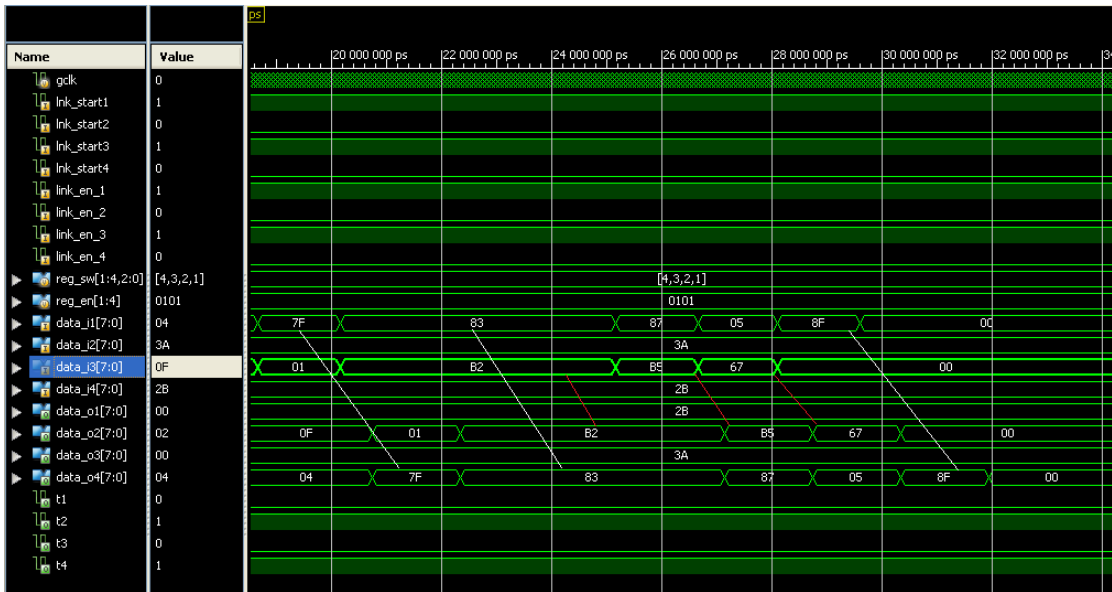 ps
Name Value
20 000 000 ps 22 000 000 ps 24 000 000 ps 26 000 000 ps 28 000 000 ps 30 000 000 ps 32 000 000 ps 34
gclk 0
lnk_start1 1
lnk_start2 0
lnk_start3 1
lnk_start4 0
link_en_1 1
link_en_2 0
link_en_3 1
link_en_4 0
reg_sw[1:4,2:0] [4,3,2,1] [4,3,2,1]
reg_en[1:4] 0101 0101
data_i1[7:0] 04 7F 83 87 05 8F 00
data_i2[7:0] 3A 3A
data_i3[7:0] 0F 01 B2 B5 67 00
data_i4[7:0] 2B 2B
data_o1[7:0] 00 2B
data_o2[7:0] 02 0F 01 B2 B5 67 00
data_o3[7:0] 00 3A
data_o4[7:0] 04 04 7F 83 87 05 8F 00
t1 0
t2 1
t3 0
t4 1